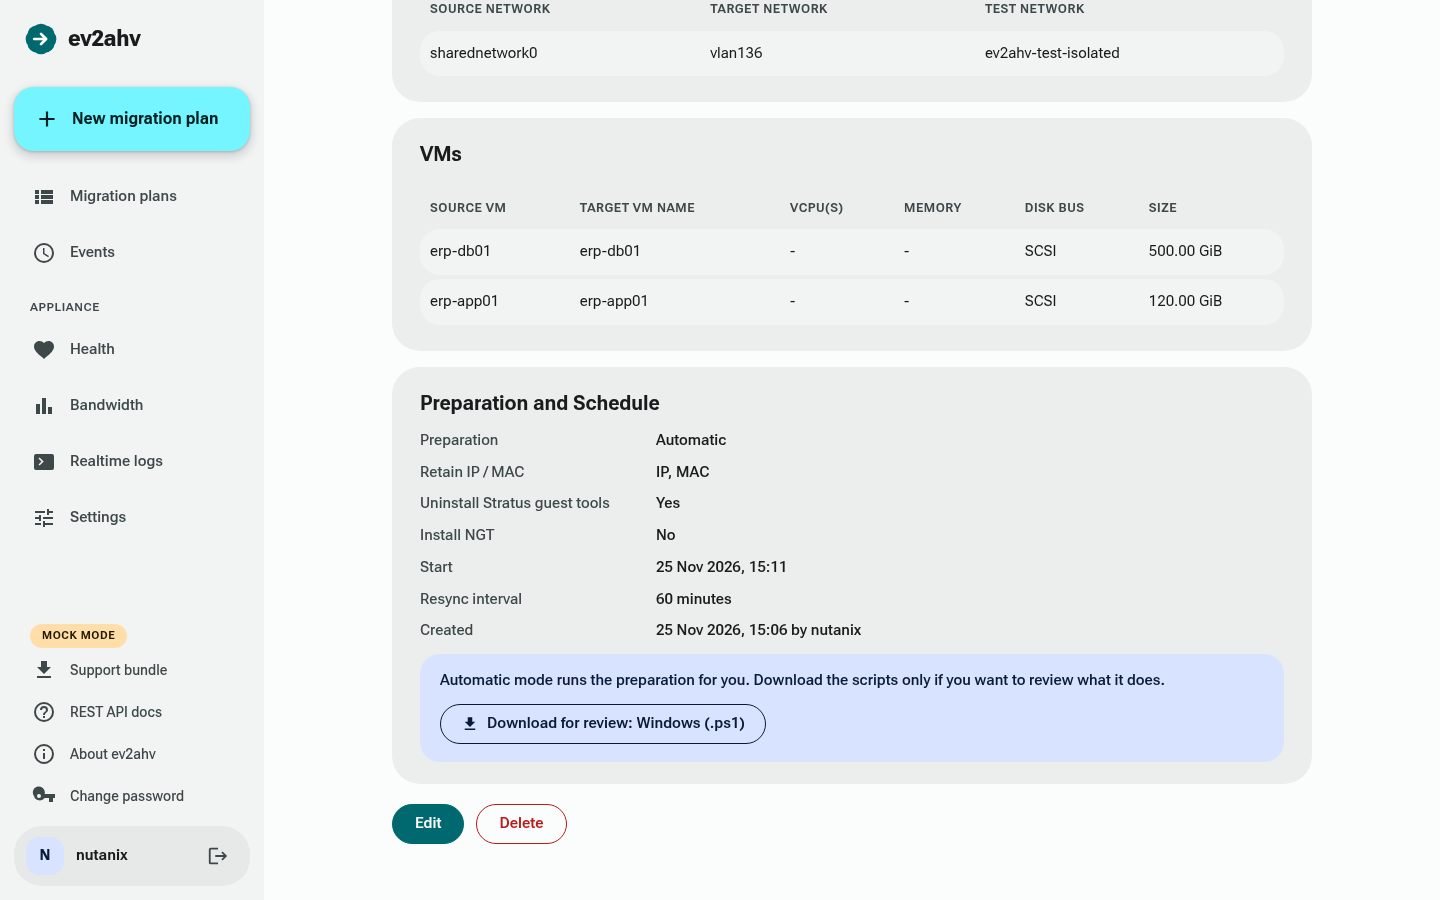 ev2ahv
New migration plan
Migration plans
Events
APPLIANCE
Health
Bandwidth
Realtime logs
Settings
MOCK MODE
Support bundle
REST API docs
About ev2ahv
Change password
N nutanix
SOURCE NETWORK TARGET NETWORK TEST NETWORK
sharednetwork0 vlan136 ev2ahv-test-isolated
VMs
SOURCE VM TARGET VM NAME VCPU(S) MEMORY DISK BUS SIZE
erp-db01 erp-db01 - - SCSI 500.00 GiB
erp-app01 erp-app01 - - SCSI 120.00 GiB
Preparation and Schedule
Preparation Automatic
Retain IP / MAC IP, MAC
Uninstall Stratus guest tools Yes
Install NGT No
Start 25 Nov 2026, 15:11
Resync interval 60 minutes
Created 25 Nov 2026, 15:06 by nutanix
Automatic mode runs the preparation for you. Download the scripts only if you want to review what it does.
Download for review: Windows (.ps1)
Edit Delete